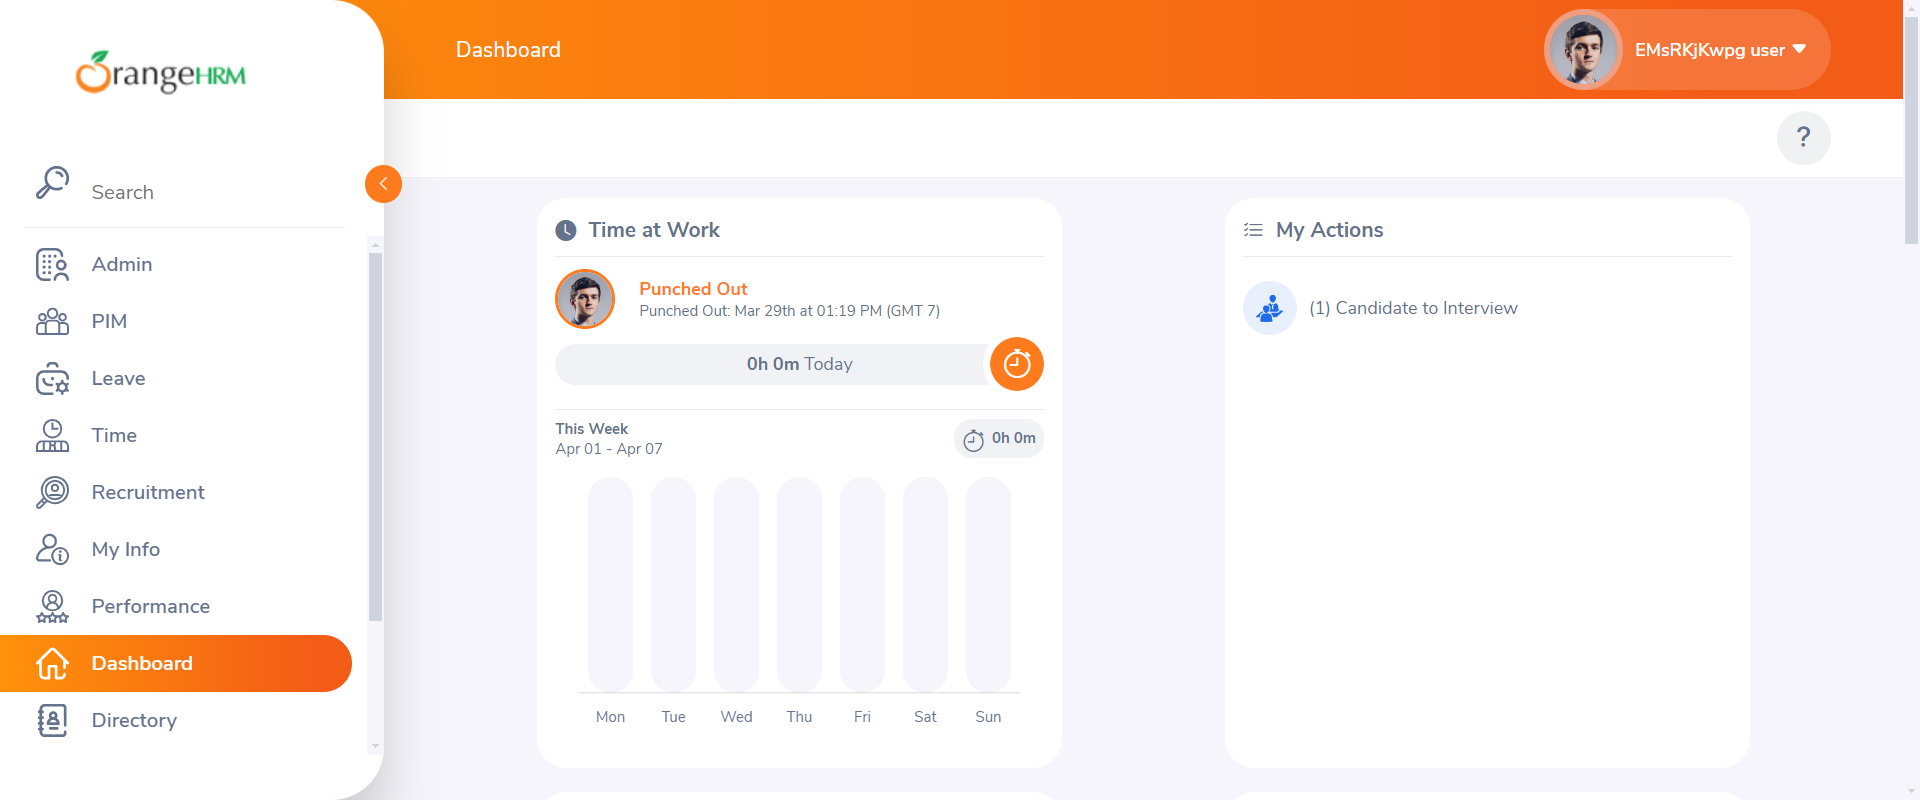 OrangeHRM
Search
Admin
PIM
Leave
Time
Recruitment
My Info
Performance
Dashboard
Directory
Dashboard
EMsRKjKwpg user
?
Time at Work
Punched Out
Punched Out: Mar 29th at 01:19 PM (GMT 7)
0h 0m Today
This Week
Apr 01 - Apr 07
0h 0m
Mon Tue Wed Thu Fri Sat Sun
My Actions
(1) Candidate to Interview